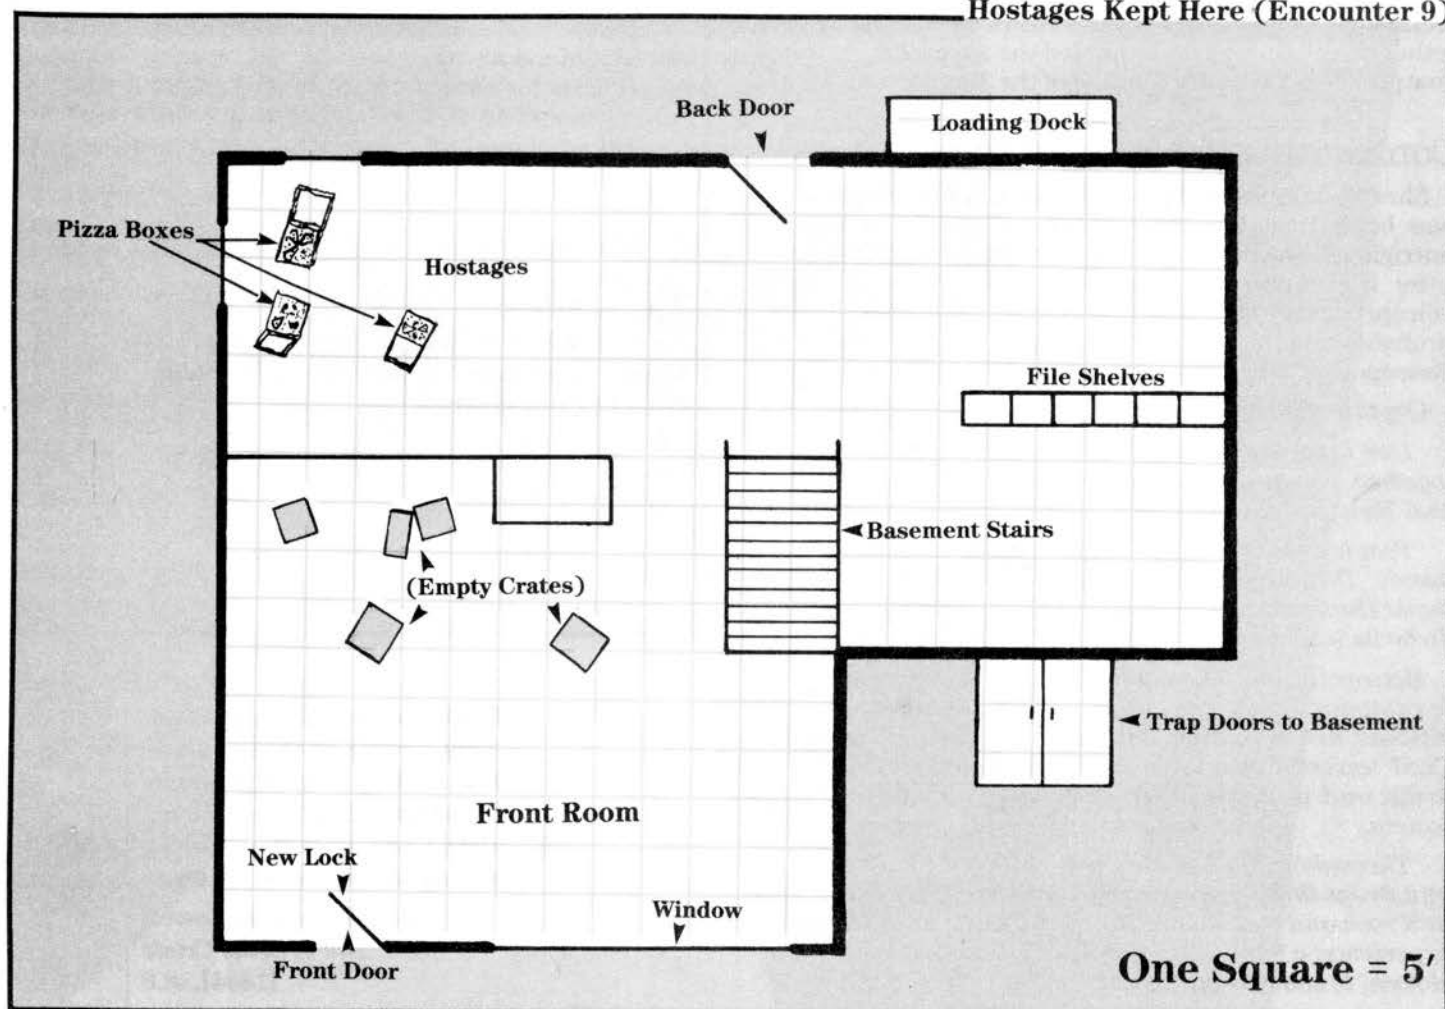 Hostages Kept Here (Encounter 9)
Back Door
Loading Dock
Pizza Boxes
Hostages
File Shelves
Basement Stairs
(Empty Crates)
Trap Doors to Basement
Front Room
New Lock
Window
Front Door
One Square = 5′